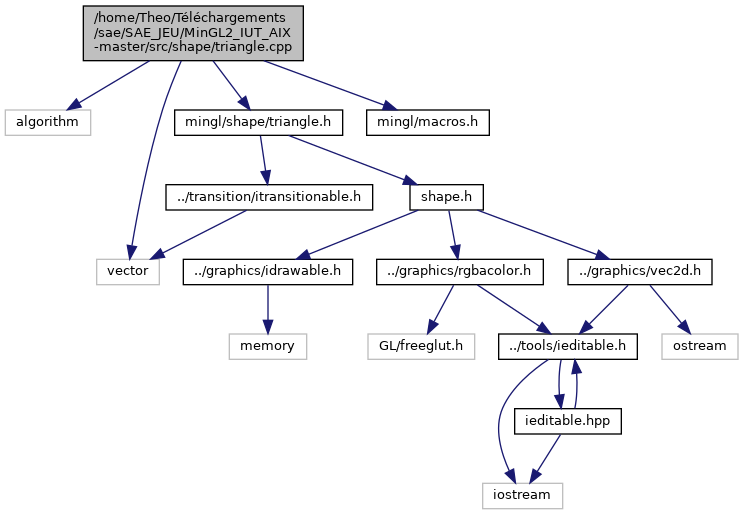 /home/Theo/Téléchargements
/sae/SAE_JEU/MinGL2_IUT_AIX
-master/src/shape/triangle.cpp
algorithm
mingl/shape/triangle.h
mingl/macros.h
../transition/itransitionable.h
shape.h
vector
../graphics/idrawable.h
../graphics/rgbacolor.h
../graphics/vec2d.h
memory
GL/freeglut.h
../tools/ieditable.h
ostream
ieditable.hpp
iostream